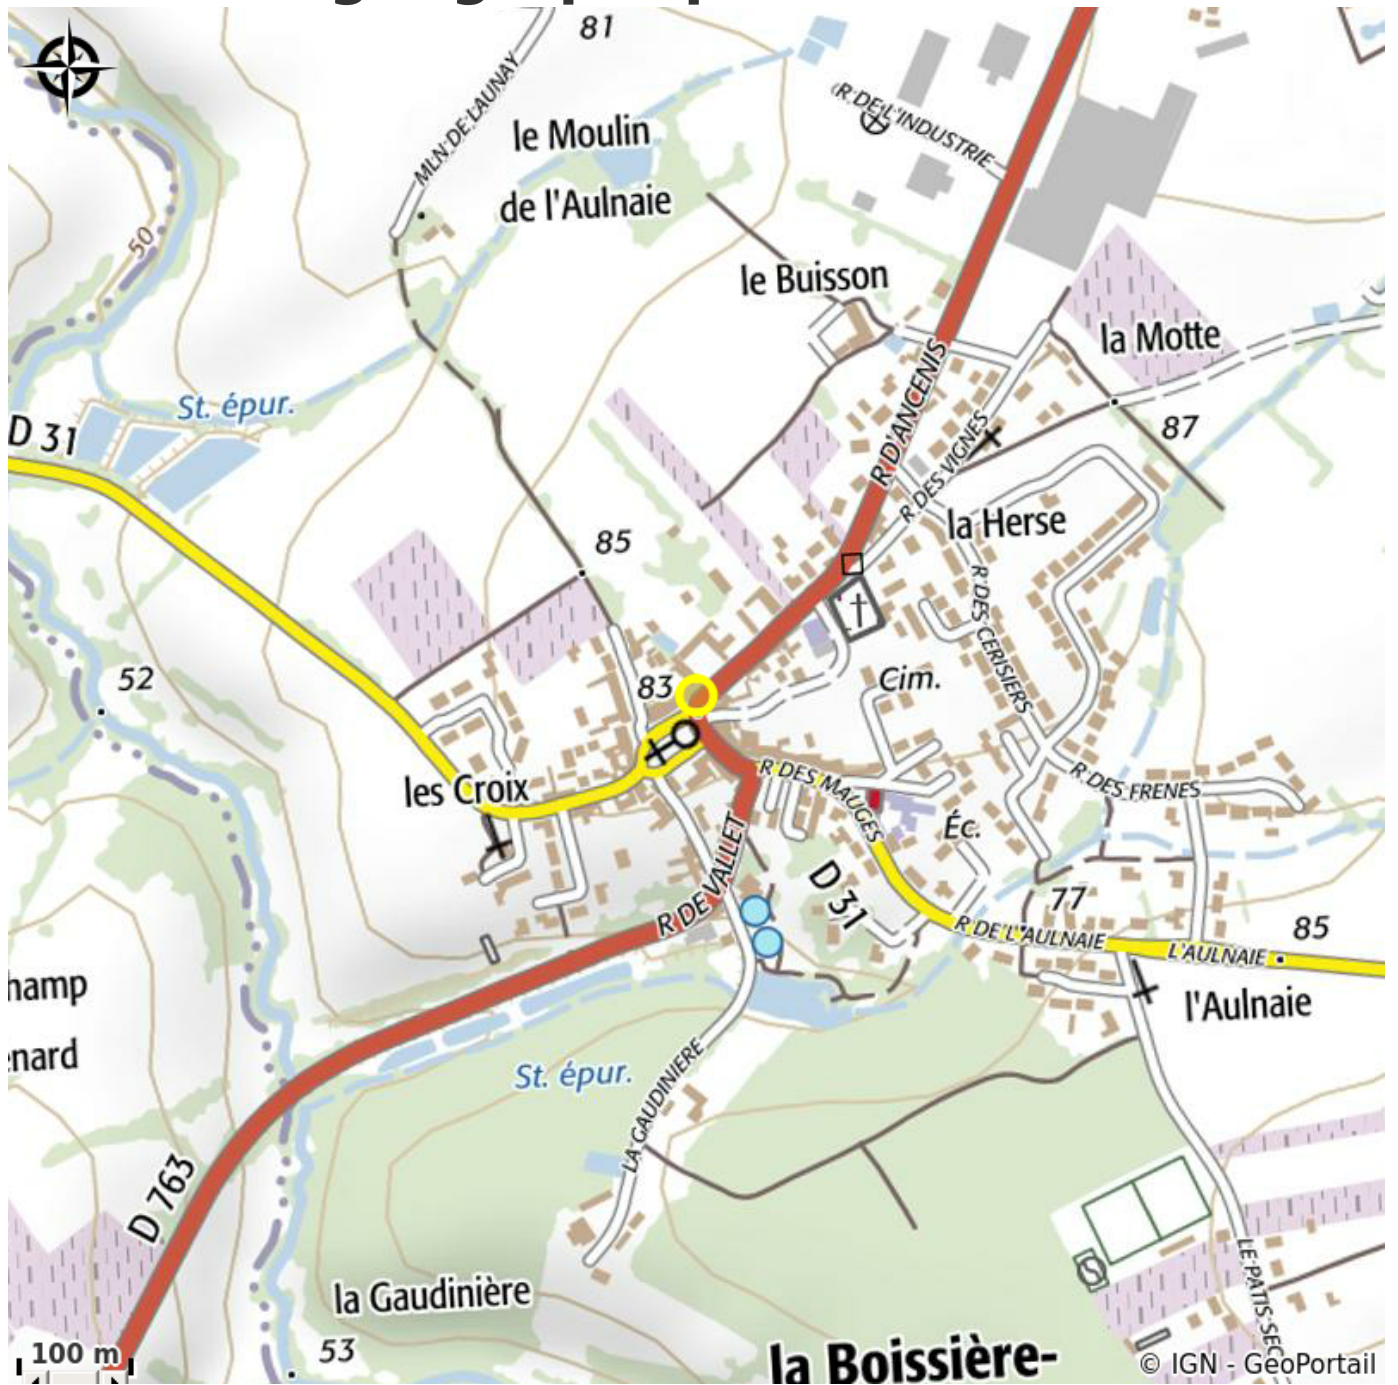 81
MLN DE LAUNAY
le Moulin
de l'Aulnaie
R DE L'INDUSTRIE
50
le Buisson
la Motte
St. épur.
D 31
R D'ANCENIS
R DES VIGNES
87
la Herse
85
R DES CERISIERS
52
83
Cim.
les Croix
R DES MAUGES
R DES FRENES
Éc.
R DE VALLET
D 31
77
R DE L'AULNAIE
L'AULNAIE
85
hamp
enard
l'Aulnaie
St. épur.
LA GAUDINIERE
D 763
la Gaudinière
LE PATIS SEC
53
100 m
la Boissière-
© IGN - GeoPortail